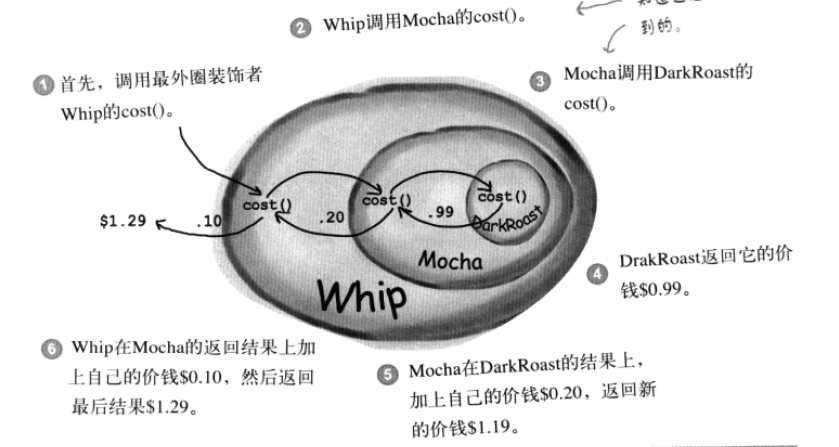 ② Whip调用Mocha的cost()。
到的。
① 首先，调用最外圈装饰者
Whip的cost()。
③ Mocha调用DarkRoast的
cost()。
cost() cost() cost()
$1.29 .10 .20 .99
DarkRoast
Mocha
Whip
④ DrakRoast返回它的价
钱$0.99。
⑥ Whip在Mocha的返回结果上加
上自己的价钱$0.10，然后返回
最后结果$1.29。
⑤ Mocha在DarkRoast的结果上，
加上自己的价钱$0.20，返回新
的价钱$1.19。